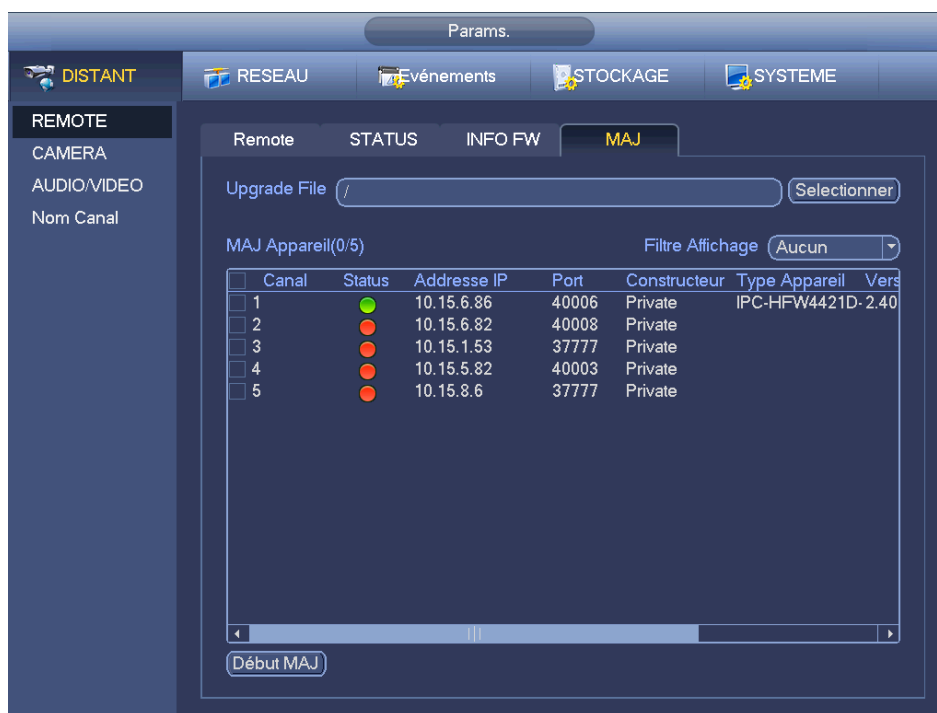 Params.
DISTANT RESEAU Evénements STOCKAGE SYSTEME
REMOTE
CAMERA
AUDIO/VIDEO
Nom Canal
Remote STATUS INFO FW MAJ
Upgrade File / Selectionner
MAJ Appareil(0/5) Filtre Affichage Aucun
Canal Status Addresse IP Port Constructeur Type Appareil Vers
1 10.15.6.86 40006 Private IPC-HFW4421D- 2.40
2 10.15.6.82 40008 Private
3 10.15.1.53 37777 Private
4 10.15.5.82 40003 Private
5 10.15.8.6 37777 Private
Début MAJ